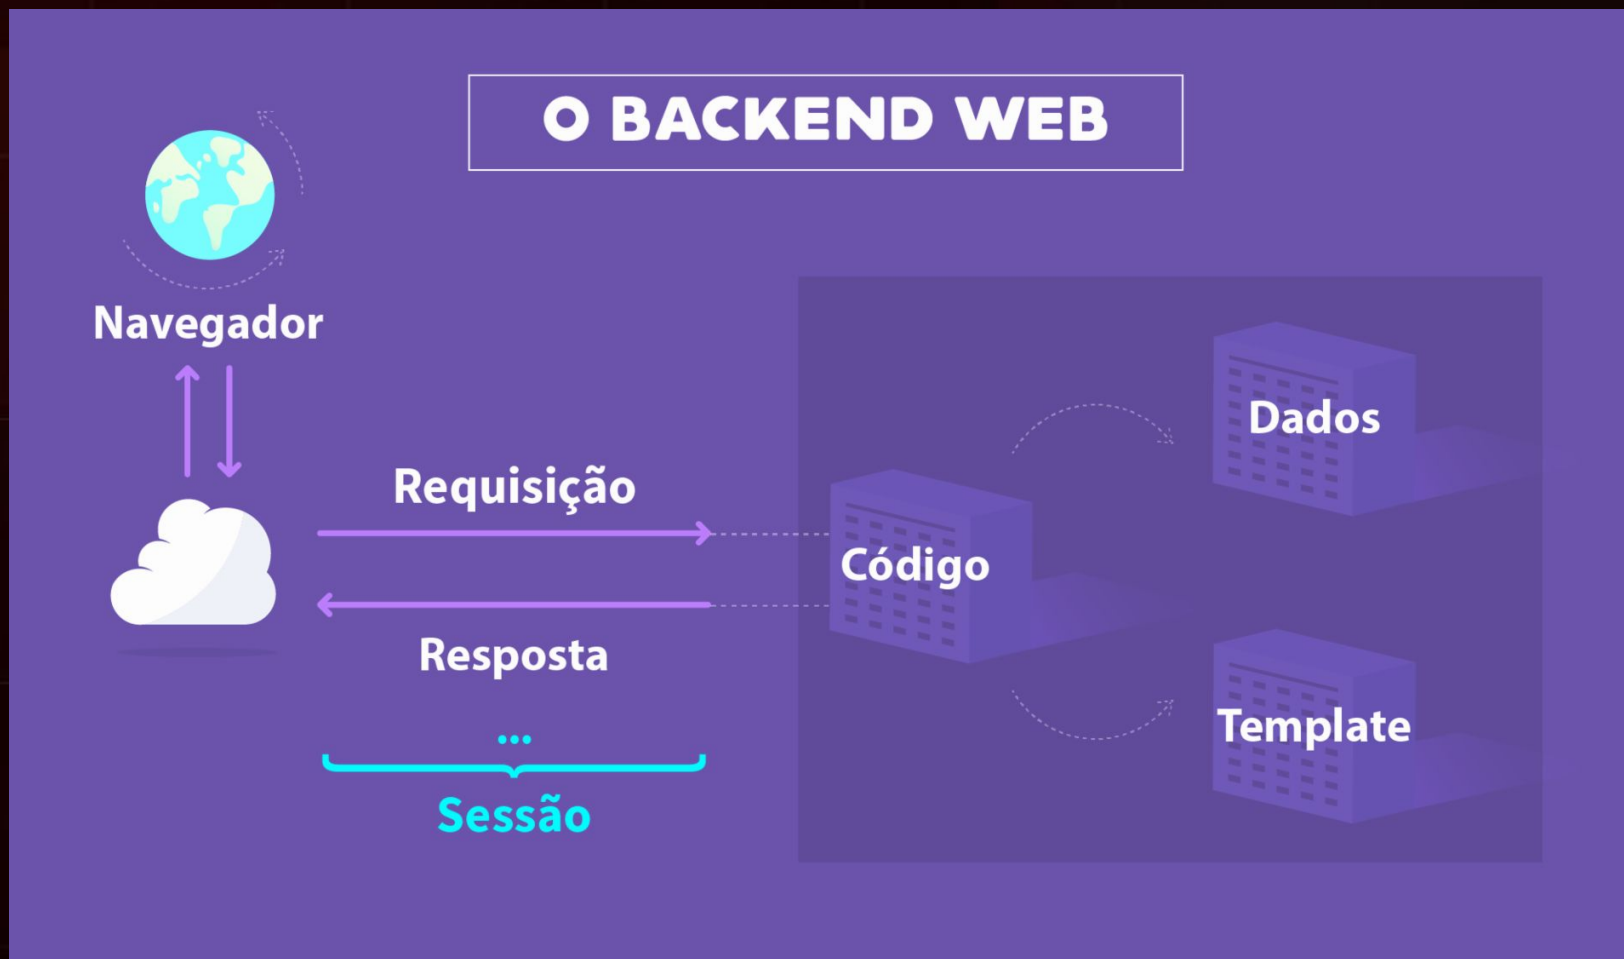 O BACKEND WEB
Navegador
Requisição
Resposta
...
Sessão
Código
Dados
Template